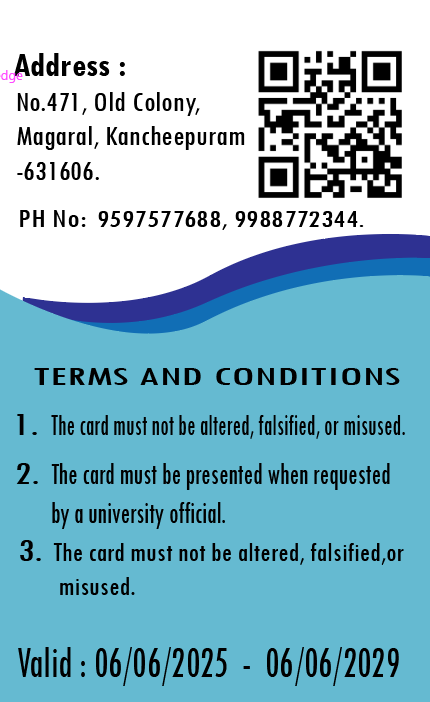 Address :
No.471, Old Colony,
Magaral, Kancheepuram
-631606.
PH No: 9597577688, 9988772344.
TERMS AND CONDITIONS
1. The card must not be altered, falsified, or misused.
2. The card must be presented when requested
by a university official.
3. The card must not be altered, falsified,or
misused.
Valid : 06/06/2025 - 06/06/2029